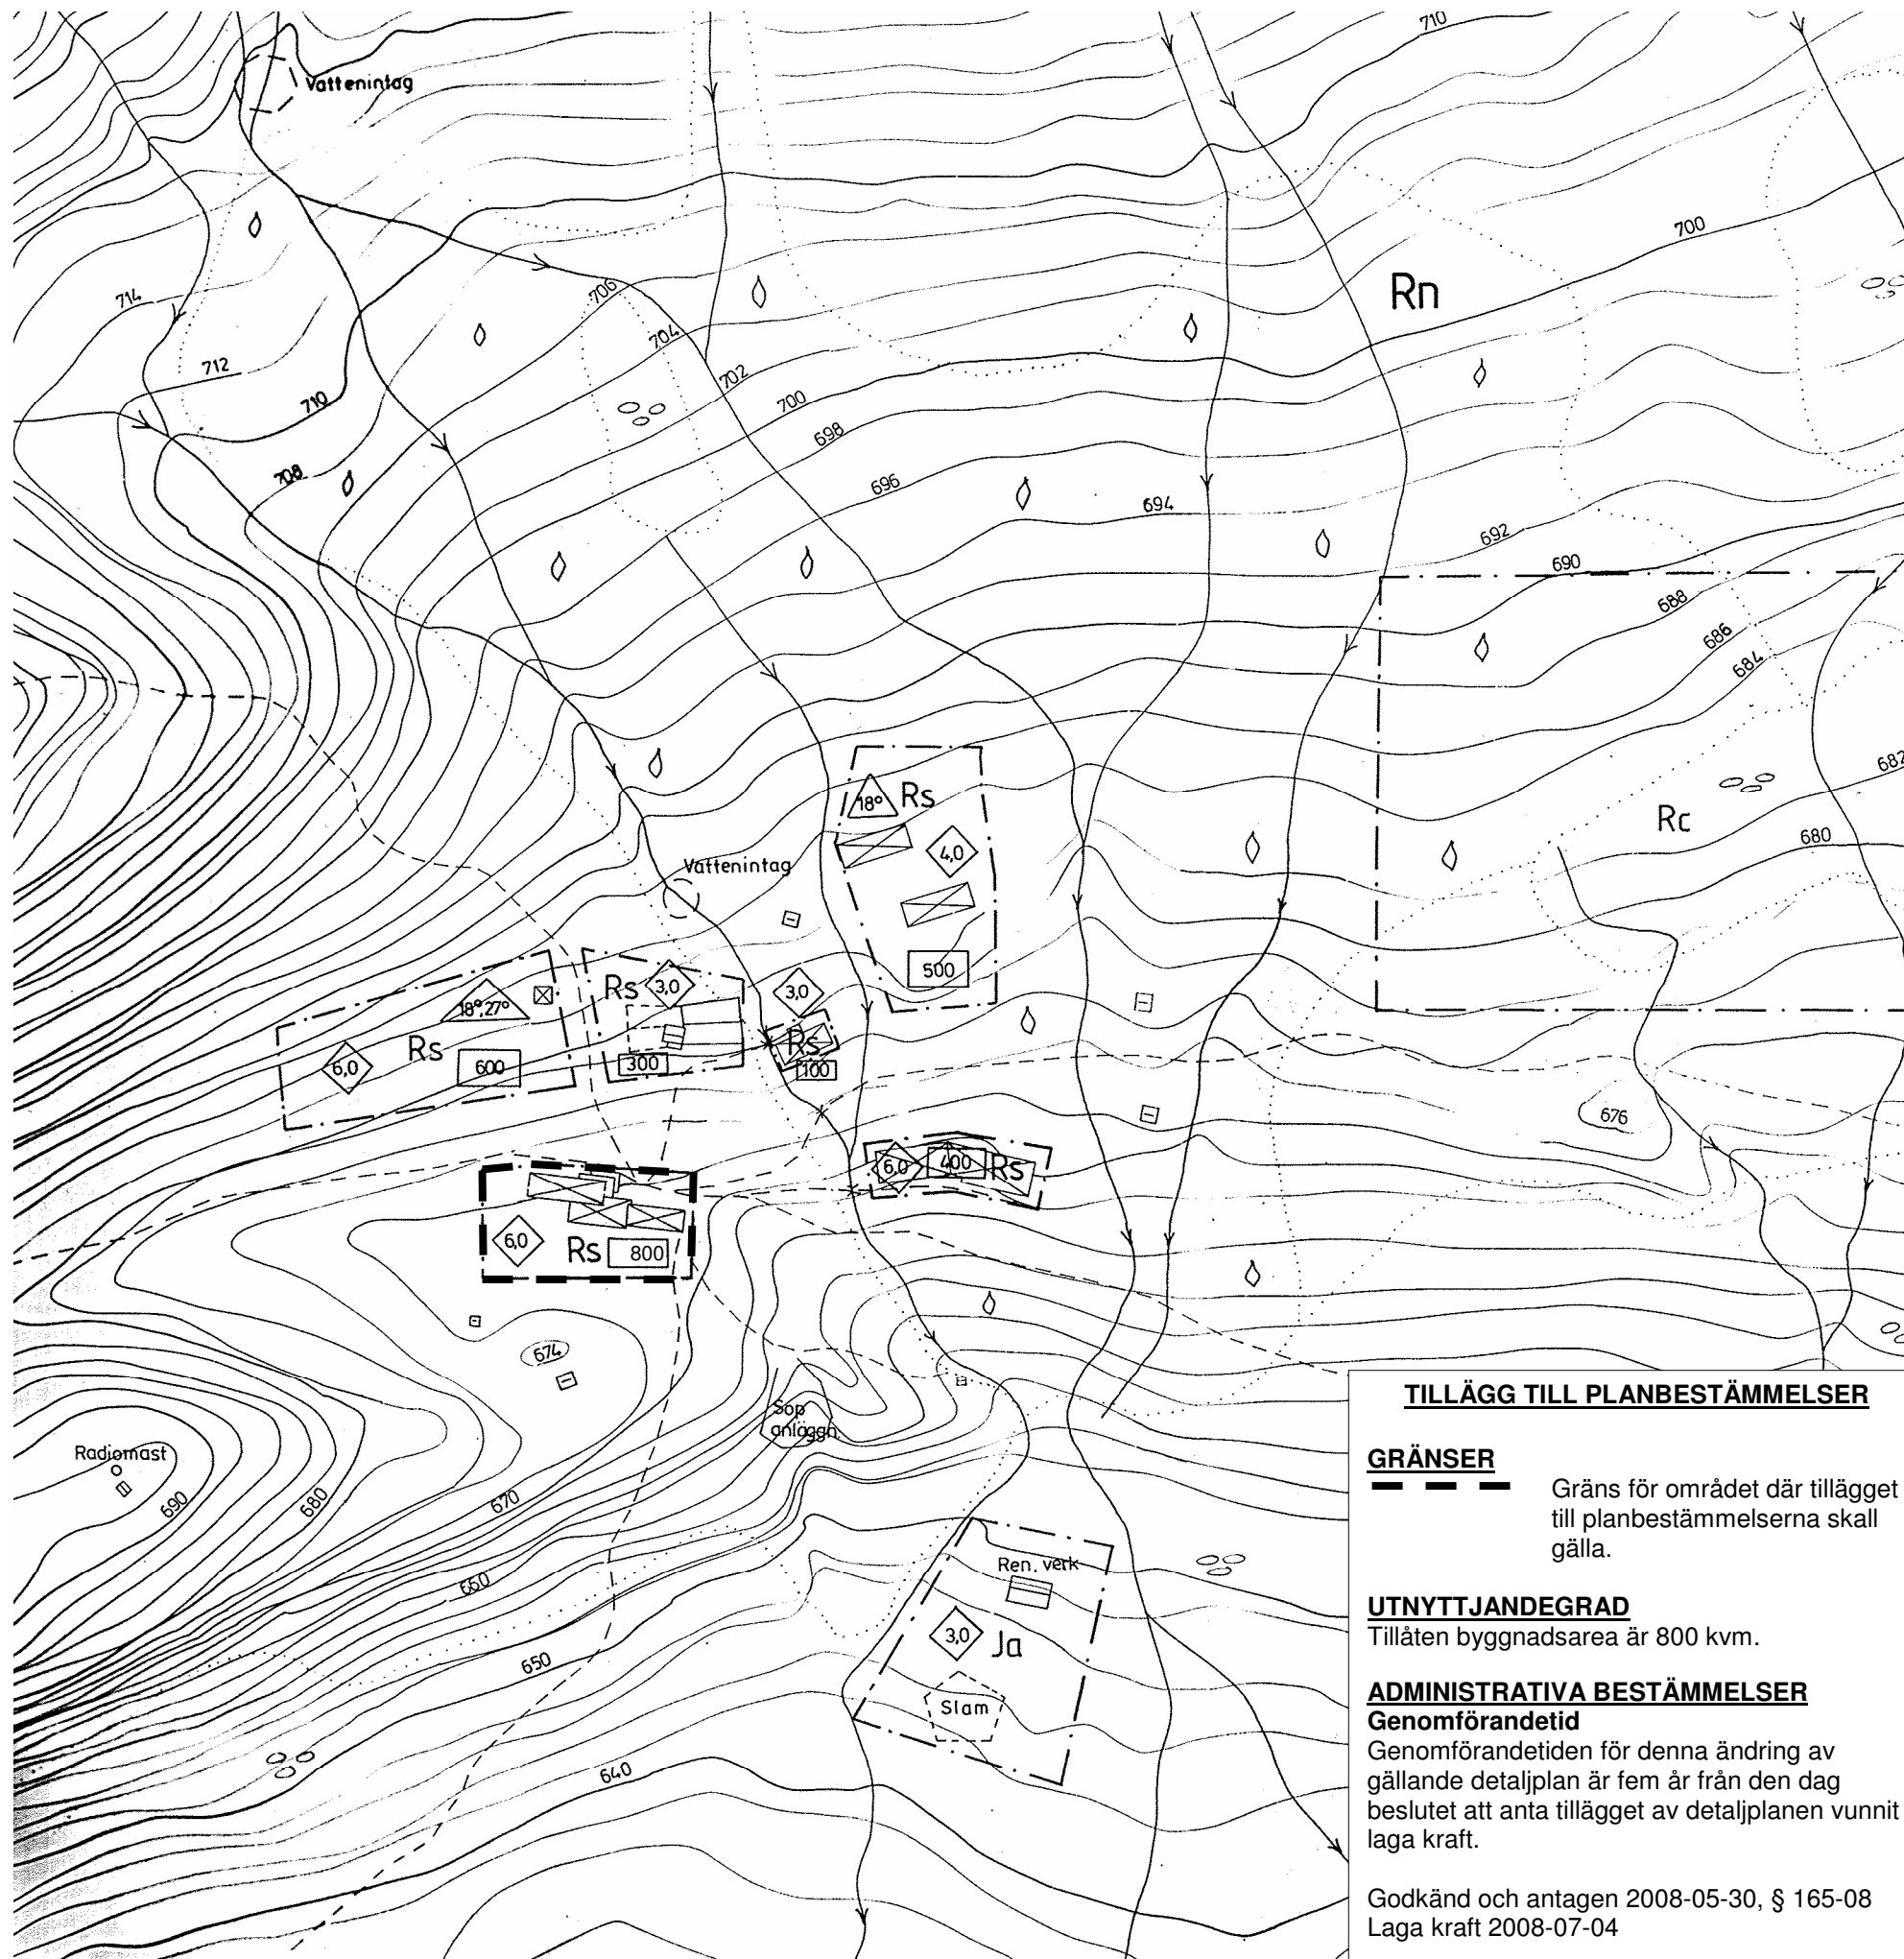 710
Vattenintag
700
Rn
714
706
704
712
702
710
700
698
708
696
694
692
690
688
686
684
682
18°
Rs
Rc
4,0
680
Vattenintag
500
Rs
3,0
3,0
18°,27°
Rs
Rs
6,0
600
300
100
676
6,0
400
Rs
6,0
Rs
800
674
Sop
anläggn.
Radiomast
690
680
670
Ren. verk
660
3,0
Ja
650
Slam
640
TILLÄGG TILL PLANBESTÄMMELSER
GRÄNSER
Gräns för området där tillägget
till planbestämmelserna skall
gälla.
UTNYTTJANDEGRAD
Tillåten byggnadsarea är 800 kvm.
ADMINISTRATIVA BESTÄMMELSER
Genomförandetid
Genomförandetiden för denna ändring av
gällande detaljplan är fem år från den dag
beslutet att anta tillägget av detaljplanen vunnit
laga kraft.
Godkänd och antagen 2008-05-30, § 165-08
Laga kraft 2008-07-04